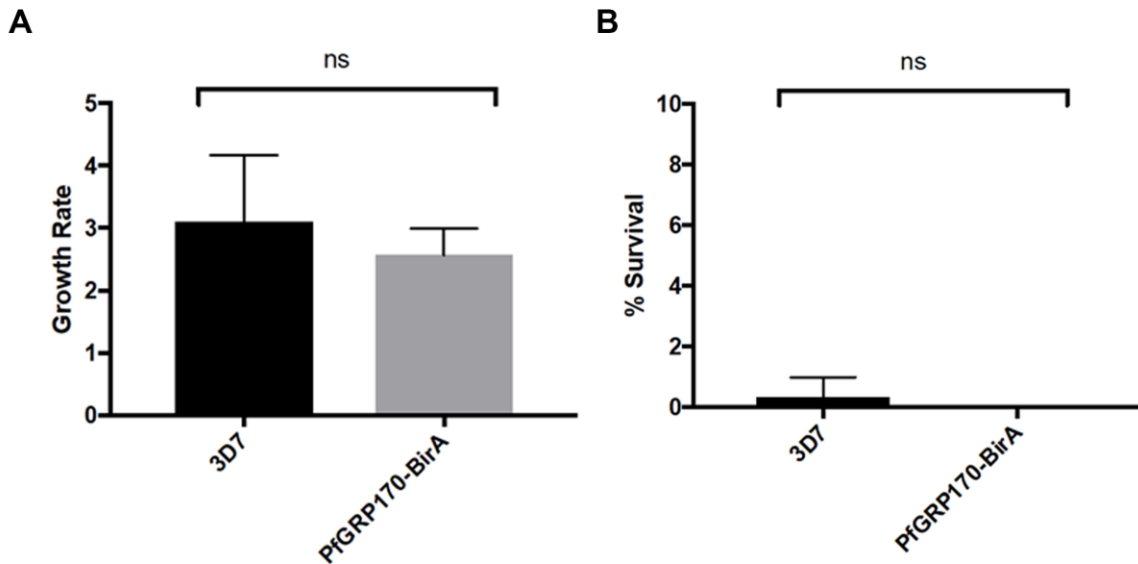 A
ns
5
4
3
2
1
0
Growth Rate
3D7
PfGRP170-BirA
B
ns
10
8
6
4
2
0
% Survival
3D7
PfGRP170-BirA